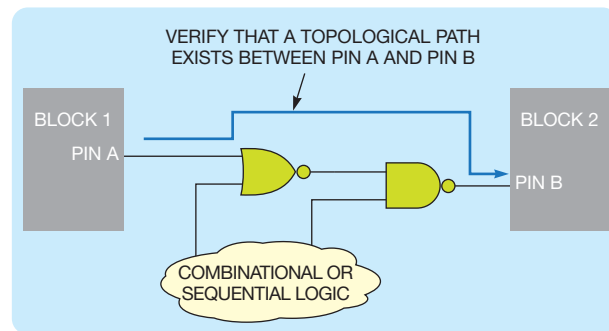 VERIFY THAT A TOPOLOGICAL PATH
EXISTS BETWEEN PIN A AND PIN B
BLOCK 1
BLOCK 2
PIN A
PIN B
COMBINATIONAL OR
SEQUENTIAL LOGIC